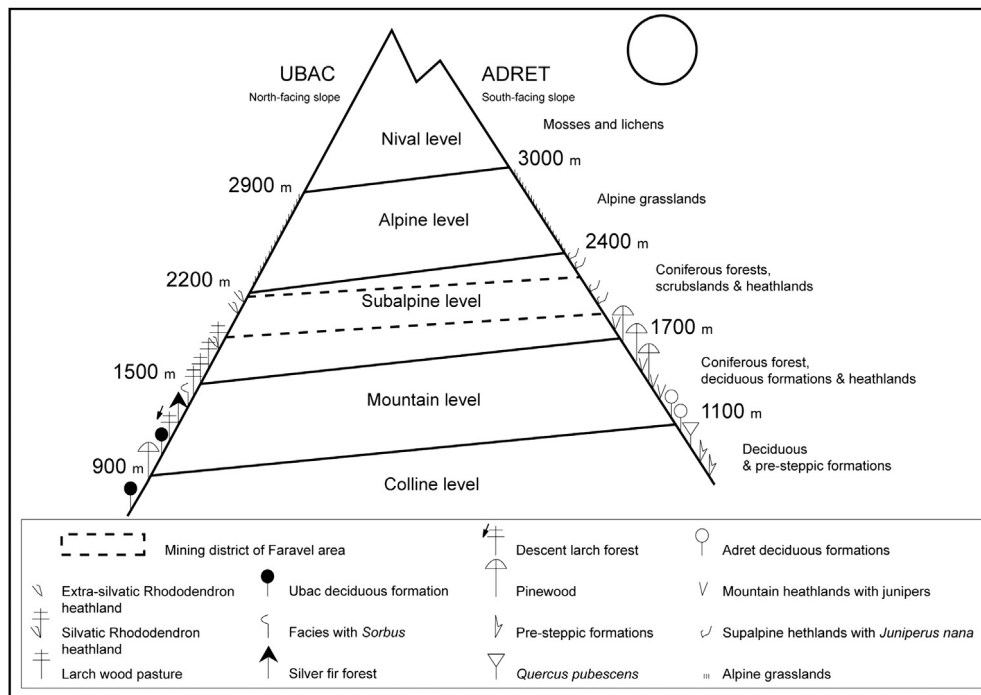 UBAC
North-facing slope
ADRET
South-facing slope
Mosses and lichens
Nival level
3000 m
2900 m
Alpine grasslands
Alpine level
2400 m
2200 m
Coniferous forests,
scrubslands & heathlands
Subalpine level
1700 m
1500 m
Coniferous forest,
deciduous formations & heathlands
Mountain level
1100 m
900 m
Deciduous
& pre-steppic formations
Colline level
Mining district of Faravel area
Extra-silvatic Rhododendron
heathland
Silvatic Rhododendron
heathland
Larch wood pasture
Ubac deciduous formation
Facies with Sorbus
Silver fir forest
Descent larch forest
Pinewood
Pre-steppic formations
Quercus pubescens
Adret deciduous formations
Mountain heathlands with junipers
Supalpine hethlands with Juniperus nana
Alpine grasslands